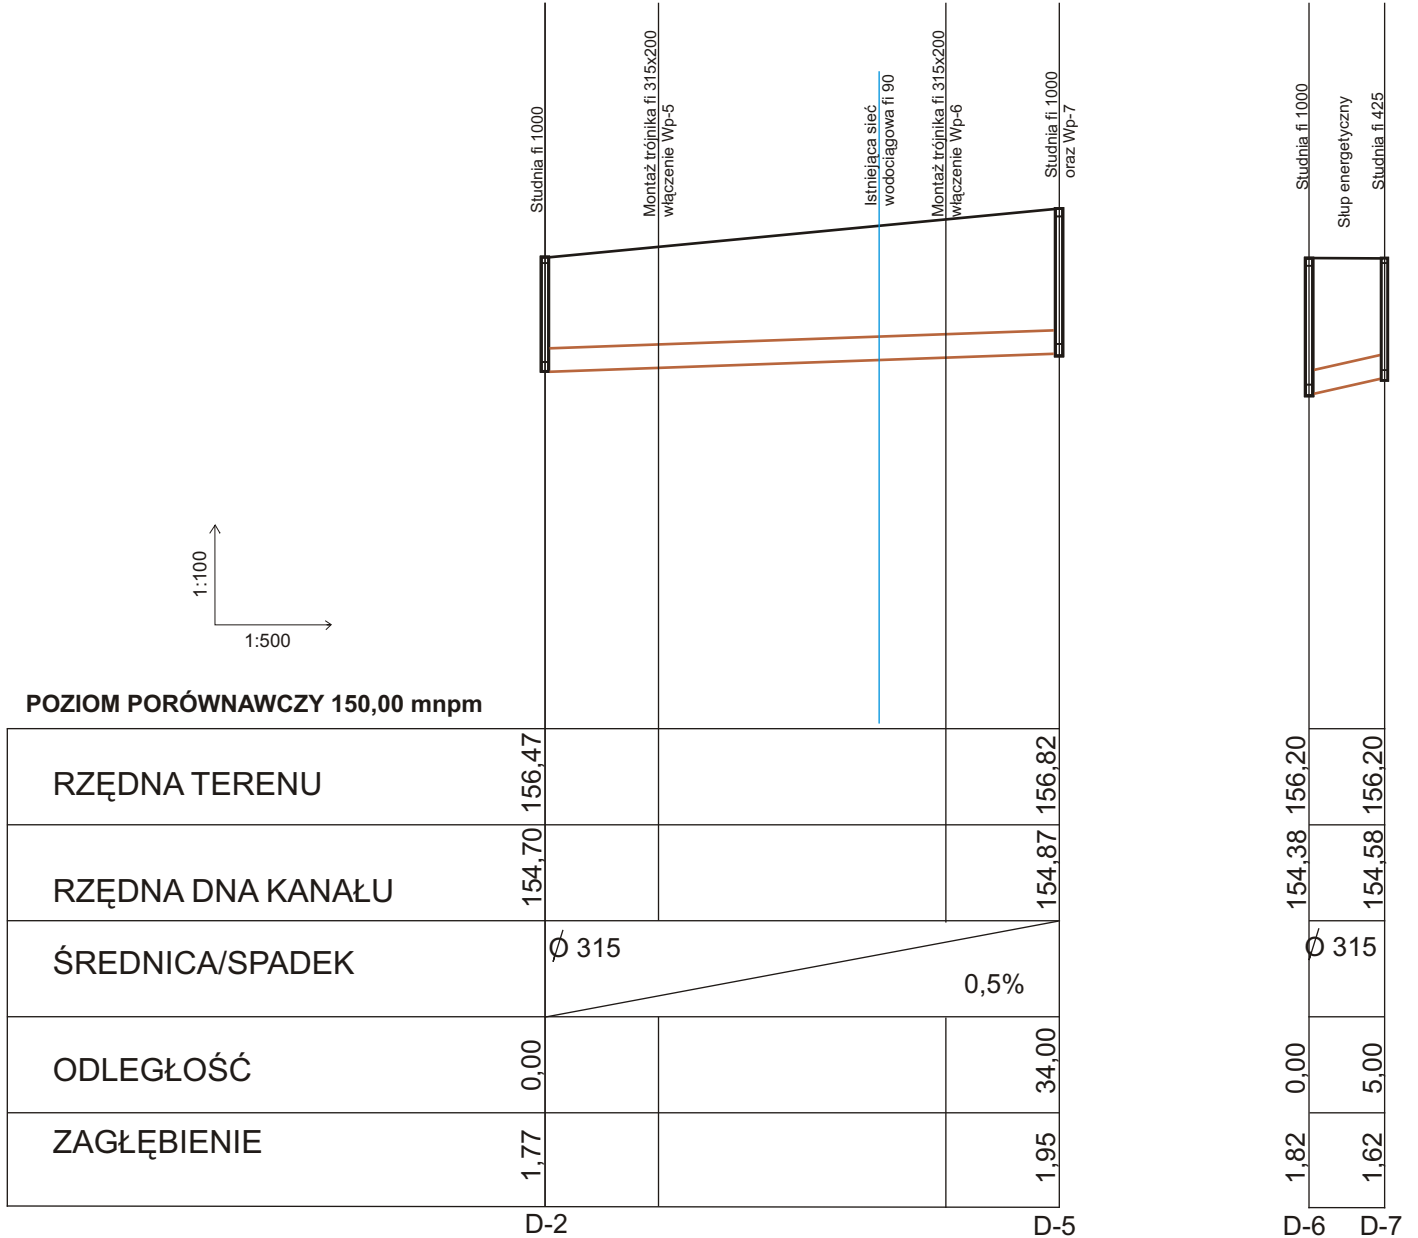 Studnia fi 1000
Montaż trójnika fi 315x200
włączenie Wp-5
Istniejąca sieć
wodociągowa fi 90
Montaż trójnika fi 315x200
włączenie Wp-6
Studnia fi 1000
oraz Wp-7
Studnia fi 1000
Słup energetyczny
Studnia fi 425
1:100
1:500
POZIOM PORÓWNAWCZY 150,00 mnpm
RZĘDNA TERENU 156,47 156,82 156,20 156,20
RZĘDNA DNA KANAŁU 154,70 154,87 154,38 154,58
ŚREDNICA/SPADEK Ø 315 0,5% Ø 315
ODLEGŁOŚĆ 0,00 34,00 0,00 5,00
ZAGŁĘBIENIE 1,77 1,95 1,82 1,62
D-2 D-5 D-6 D-7